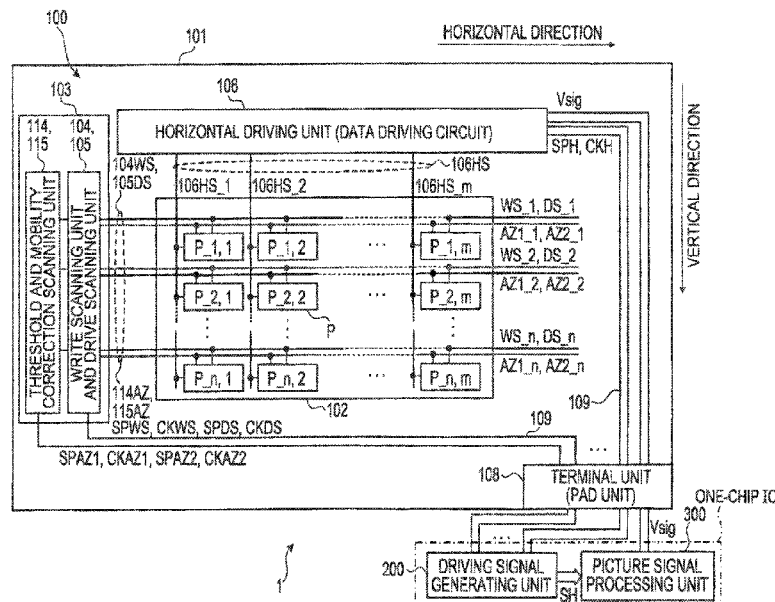 100
101
HORIZONTAL DIRECTION
103
106
Vsig
114,
115
104,
105
HORIZONTAL DRIVING UNIT (DATA DRIVING CIRCUIT)
SPH, CKH
VERTICAL DIRECTION
104WS,
105DS
106HS
106HS_1
106HS_2
106HS_m
THRESHOLD AND MOBILITY
CORRECTION SCANNING UNIT
WRITE SCANNING UNIT
AND DRIVE SCANNING UNIT
WS_1, DS_1
P_1, 1
P_1, 2
...
P_1, m
AZ1_1, AZ2_1
WS_2, DS_2
P_2, 1
P_2, 2
...
P_2, m
AZ1_2, AZ2_2
P
WS_n, DS_n
P_n, 1
P_n, 2
...
P_n, m
AZ1_n, AZ2_n
114AZ,
115AZ
102
109
SPWS, CKWS, SPDS, CKDS
109
...
SPAZ1, CKAZ1, SPAZ2, CKAZ2
108
TERMINAL UNIT
(PAD UNIT)
ONE-CHIP IC
...
Vsig
300
1
200
DRIVING SIGNAL
GENERATING UNIT
SH
PICTURE SIGNAL
PROCESSING UNIT